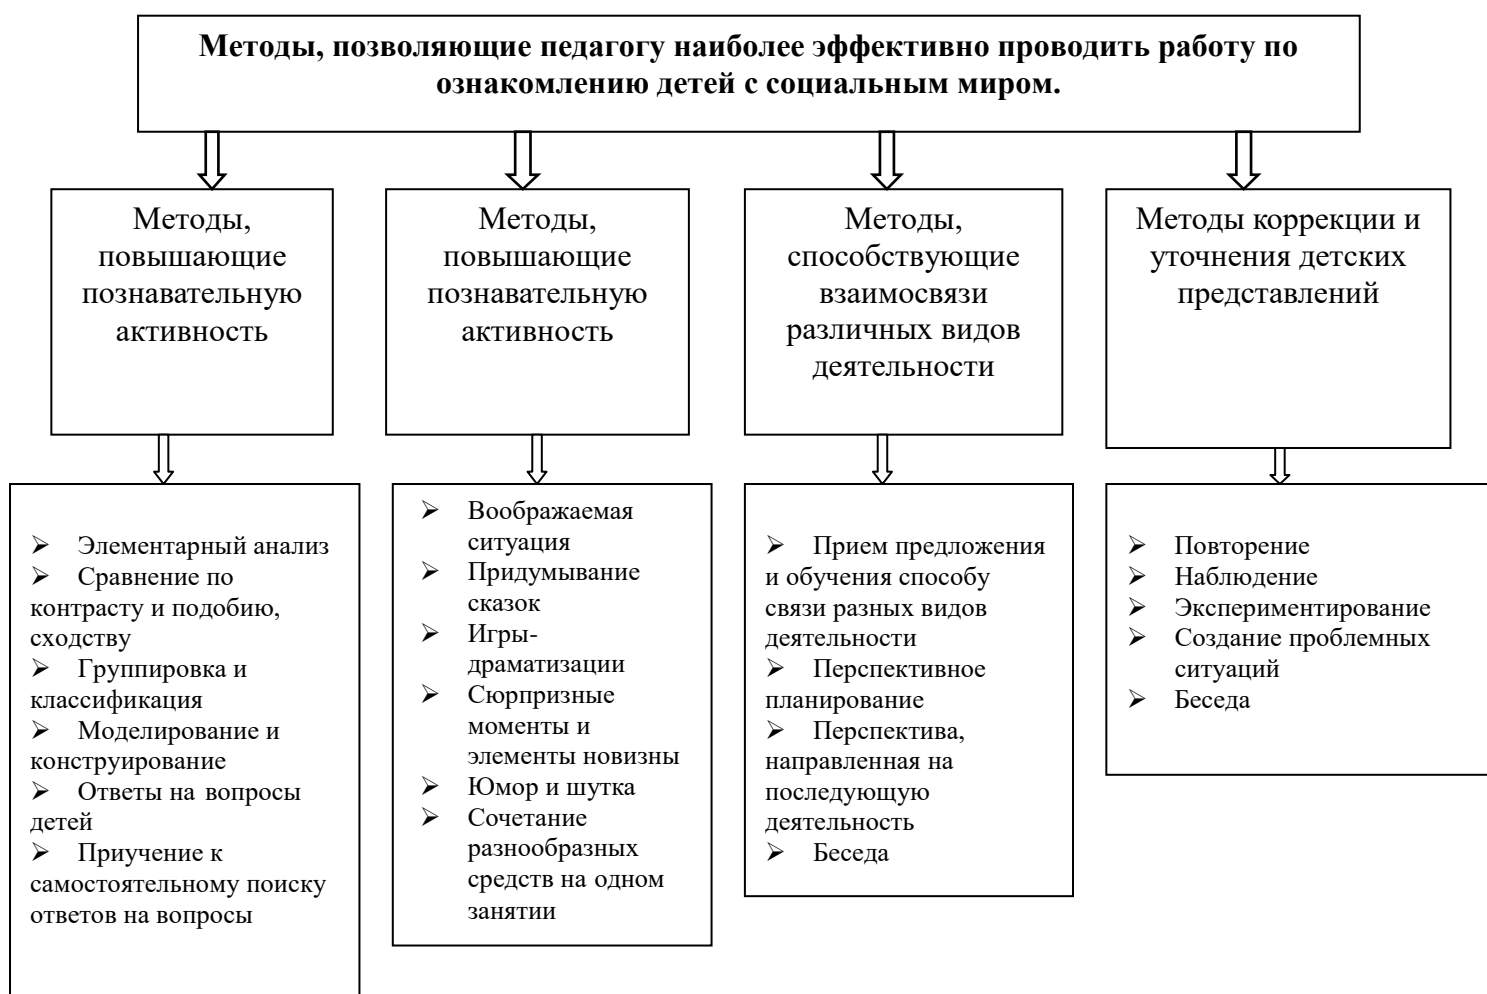 Методы, позволяющие педагогу наиболее эффективно проводить работу по
ознакомлению детей с социальным миром.
Методы,
повышающие
познавательную
активность
Методы,
повышающие
познавательную
активность
Методы,
способствующие
взаимосвязи
различных видов
деятельности
Методы коррекции и
уточнения детских
представлений
➢ Элементарный анализ
➢ Сравнение по
контрасту и подобию,
сходству
➢ Группировка и
классификация
➢ Моделирование и
конструирование
➢ Ответы на вопросы
детей
➢ Приучение к
самостоятельному поиску
ответов на вопросы
➢ Воображаемая
ситуация
➢ Придумывание
сказок
➢ Игры-
драматизации
➢ Сюрпризные
моменты и
элементы новизны
➢ Юмор и шутка
➢ Сочетание
разнообразных
средств на одном
занятии
➢ Прием предложения
и обучения способу
связи разных видов
деятельности
➢ Перспективное
планирование
➢ Перспектива,
направленная на
последующую
деятельность
➢ Беседа
➢ Повторение
➢ Наблюдение
➢ Экспериментирование
➢ Создание проблемных
ситуаций
➢ Беседа